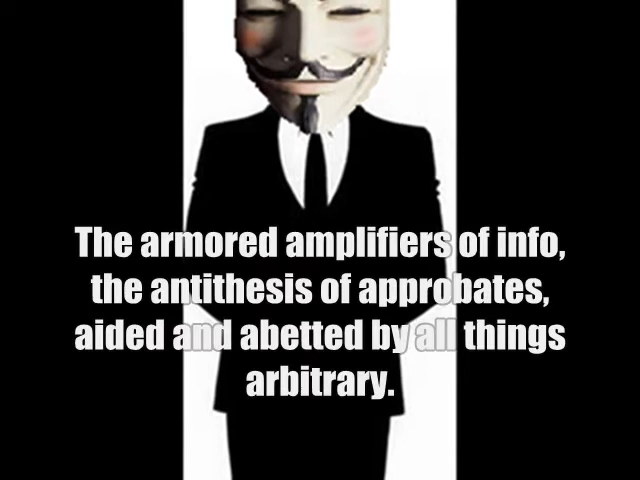 The armored amplifiers of info,
the antithesis of approbates,
aided and abetted by all things
arbitrary.